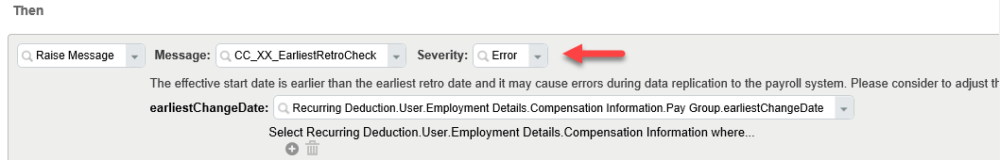 Then
Raise Message Message: CC_XX_EarliestRetroCheck Severity: Error
The effective start date is earlier than the earliest retro date and it may cause errors during data replication to the payroll system. Please consider to adjust
earliestChangeDate: Recurring Deduction.User.Employment Details.Compensation Information.Pay Group.earliestChangeDate
Select Recurring Deduction.User.Employment Details.Compensation Information where...